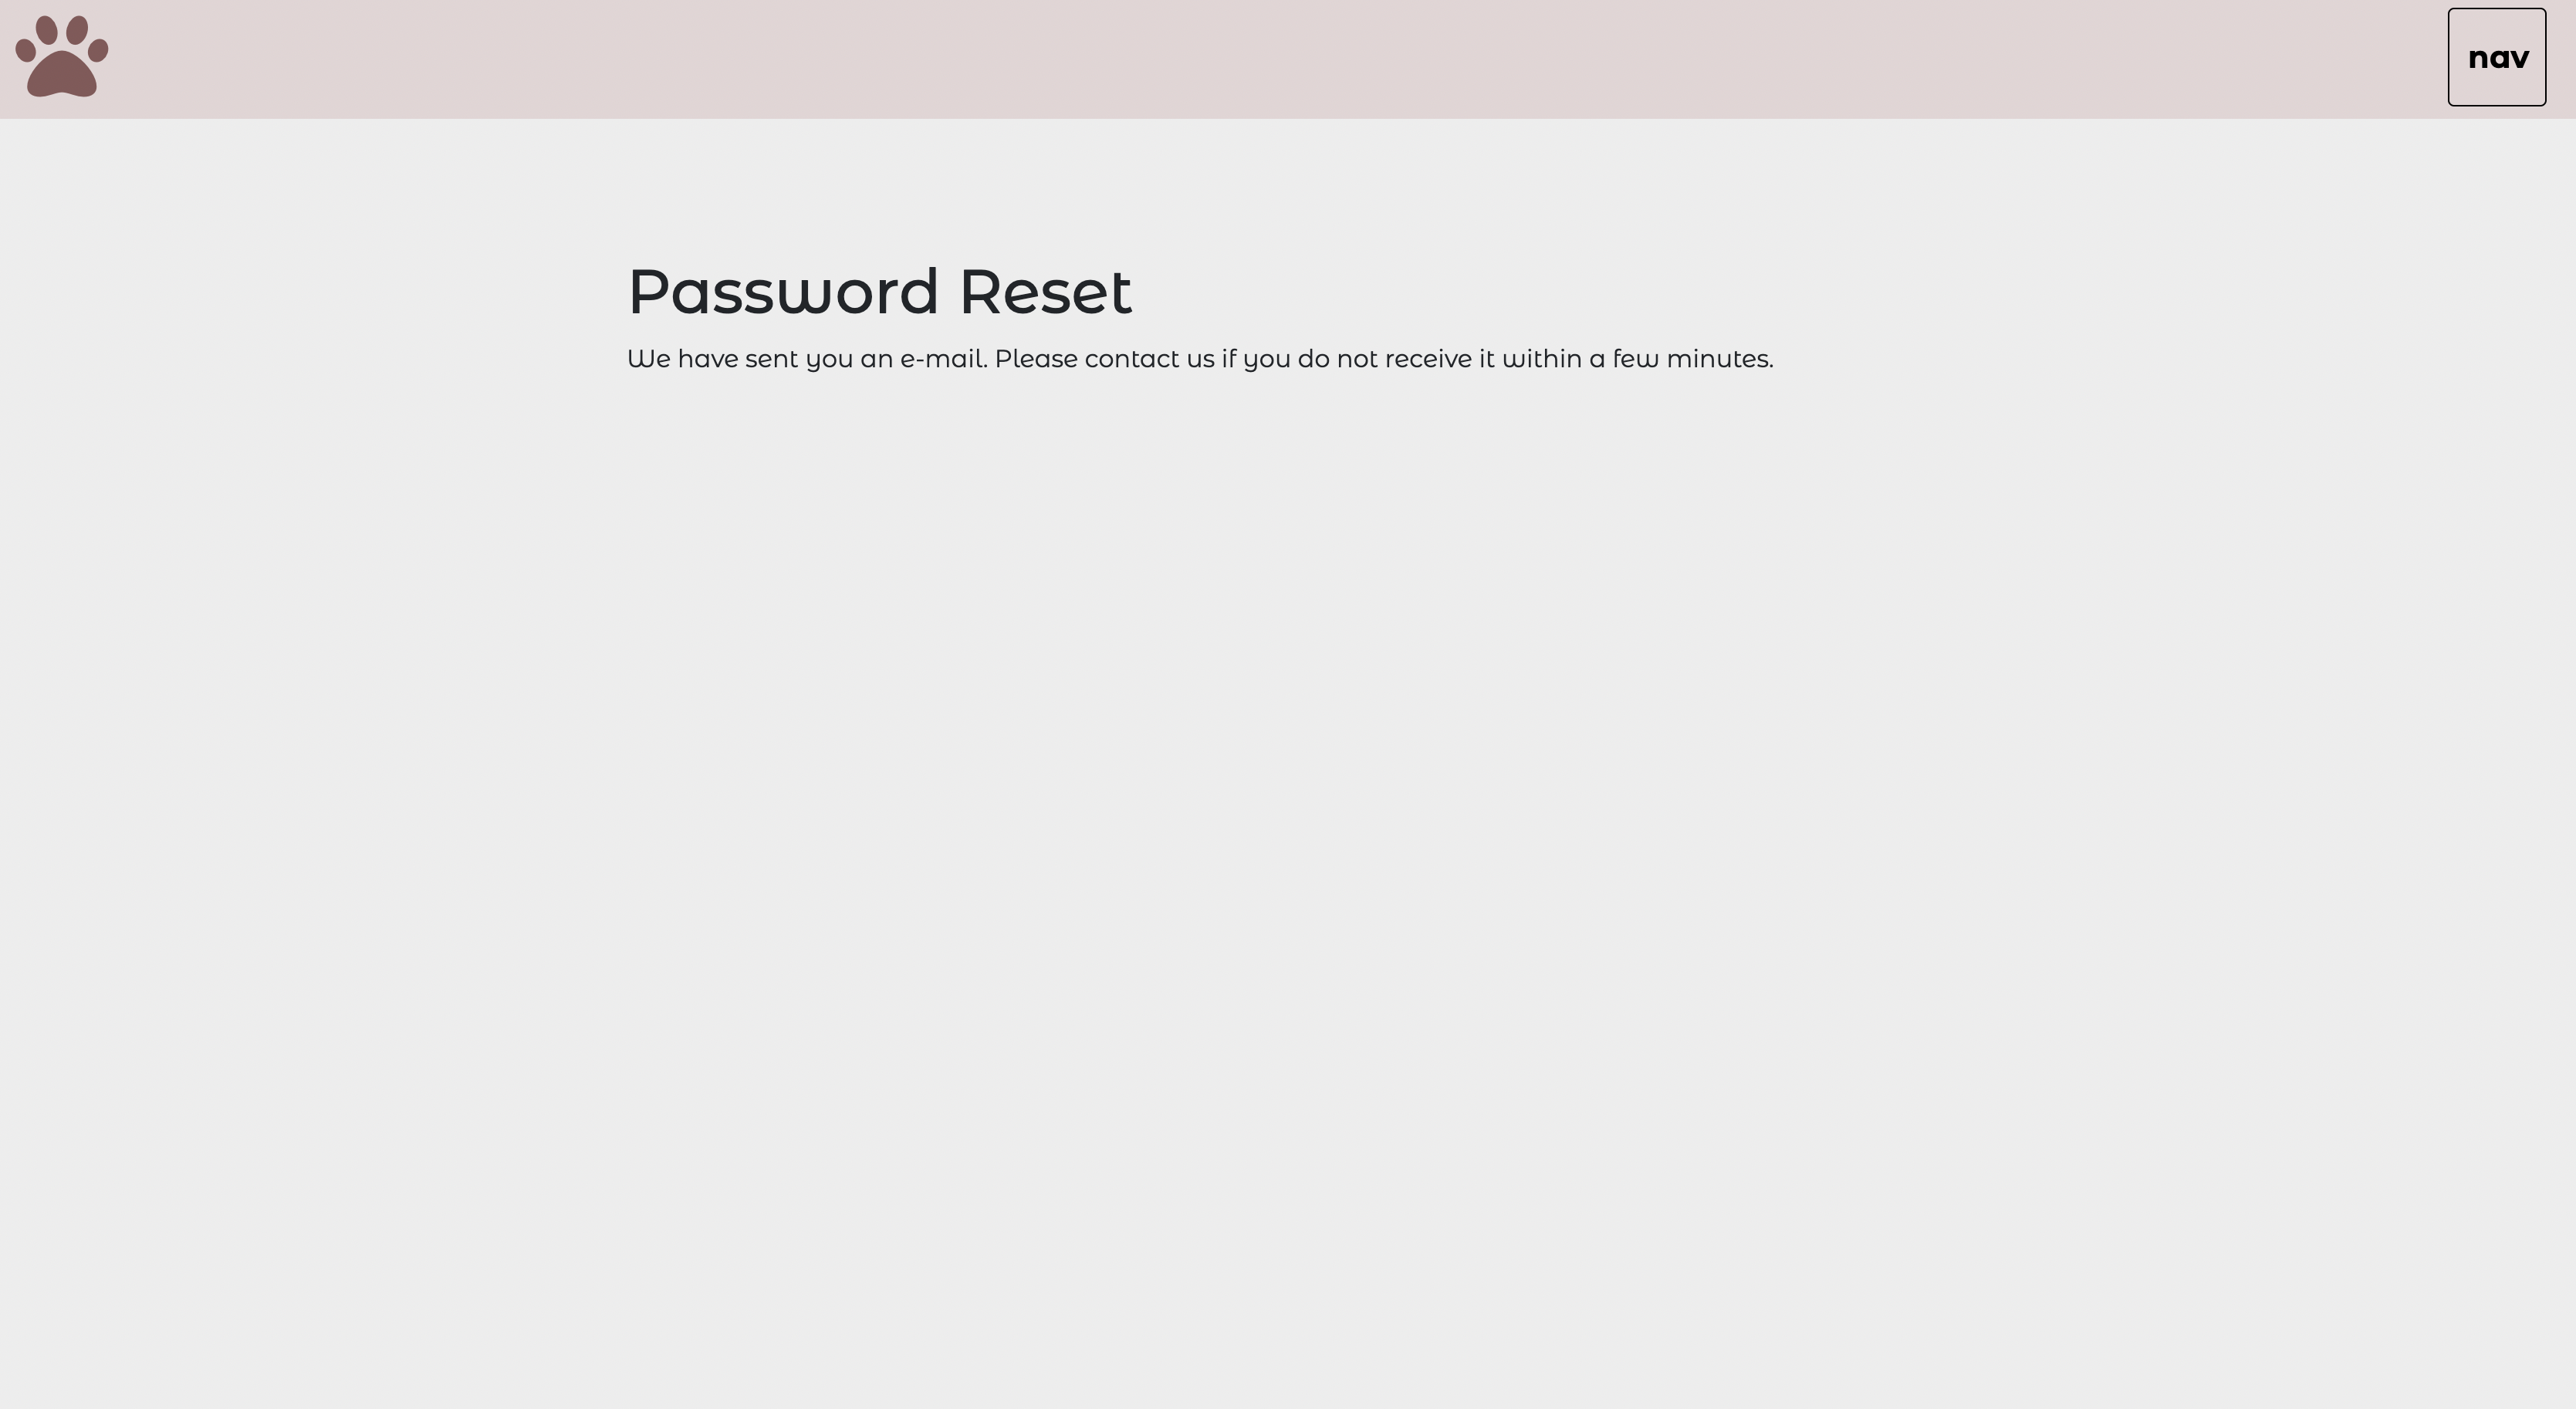 nav
Password Reset
We have sent you an e-mail. Please contact us if you do not receive it within a few minutes.